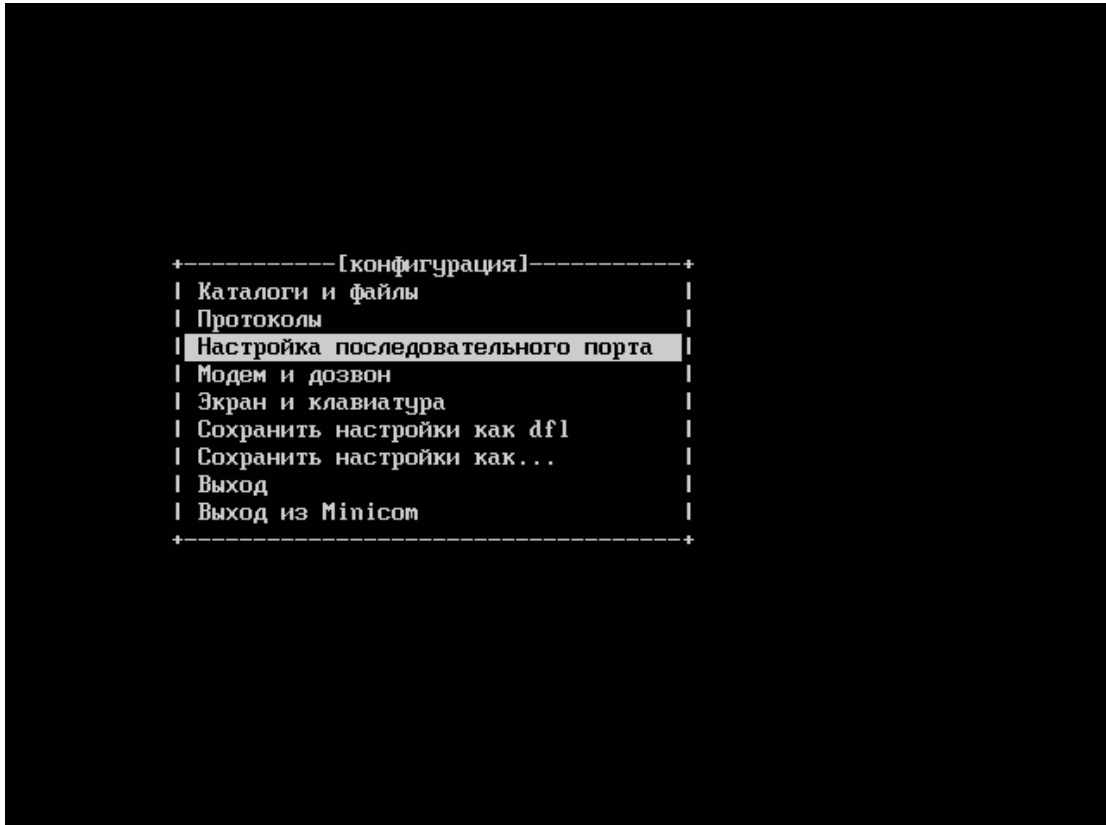 [конфигурация]
Каталоги и файлы
Протоколы
Настройка последовательного порта
Модем и дозвон
Экран и клавиатура
Сохранить настройки как dfl
Сохранить настройки как...
Выход
Выход из Minicom